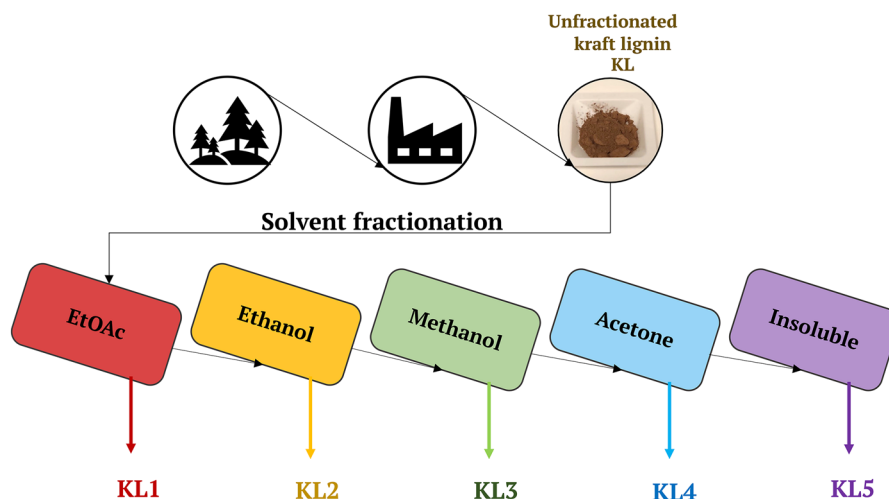 Unfractionated
kraft lignin
KL
Solvent fractionation
EtOAc
Ethanol
Methanol
Acetone
Insoluble
KL1
KL2
KL3
KL4
KL5